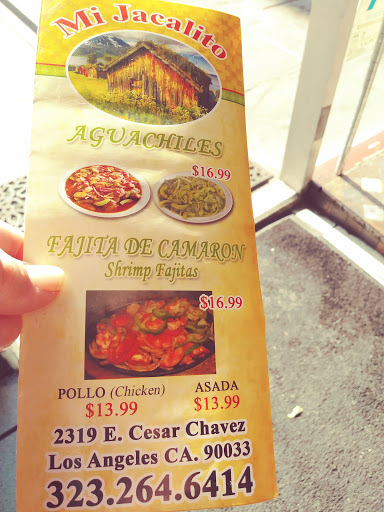 Mi Jacalito
AGUACHILES
$16.99
FAJITA DE CAMARON
Shrimp Fajitas
$16.99
POLLO (Chicken)
$13.99
ASADA
$13.99
2319 E. Cesar Chavez
Los Angeles CA. 90033
323.264.6414